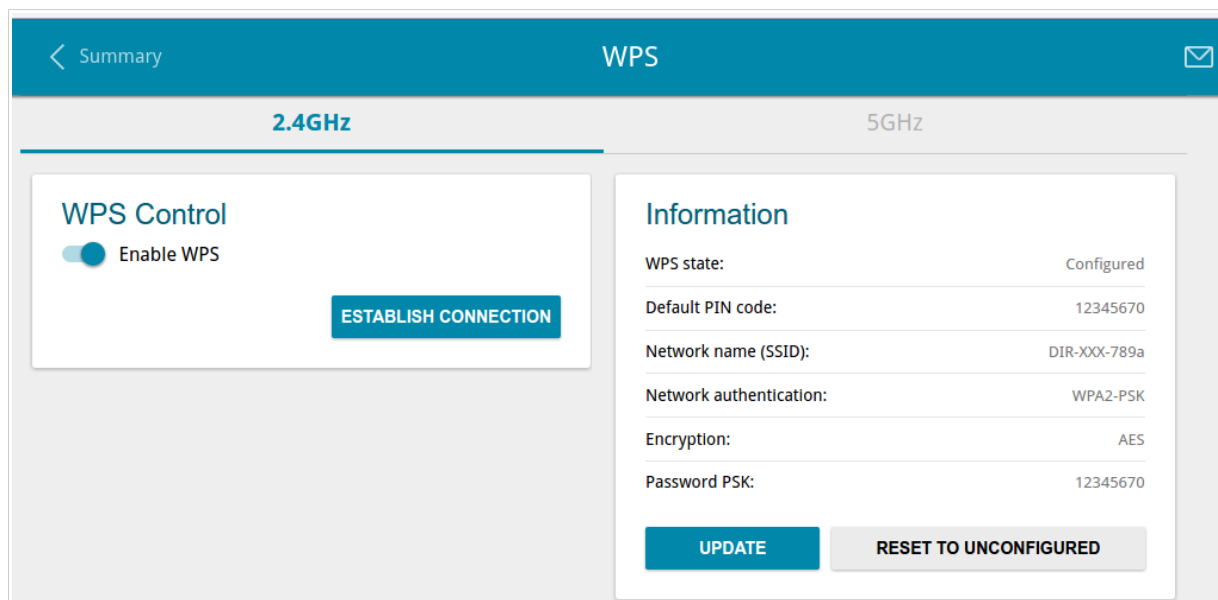 Summary
WPS
2.4GHz
5GHz
WPS Control
Enable WPS
ESTABLISH CONNECTION
Information
WPS state: Configured
Default PIN code: 12345670
Network name (SSID): DIR-XXX-789a
Network authentication: WPA2-PSK
Encryption: AES
Password PSK: 12345670
UPDATE
RESET TO UNCONFIGURED